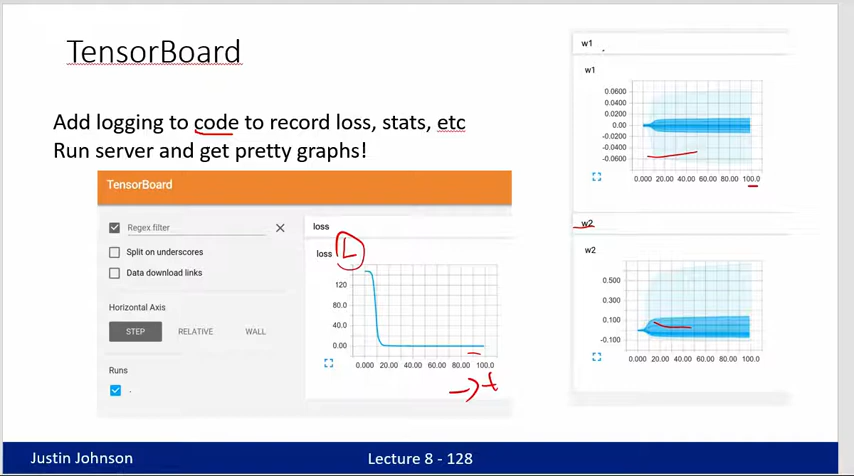 TensorBoard
Add logging to code to record loss, stats, etc
Run server and get pretty graphs!
TensorBoard
Regex filter
Split on underscores
Data download links
Horizontal Axis
STEP RELATIVE WALL
Runs
loss
loss L
120
80.0
40.0
0.00
0.000 20.00 40.00 60.00 80.00 100.0
→ t
w1
w1
0.0600
0.0400
0.0200
0.00
-0.0200
-0.0400
-0.0600
0.000 20.00 40.00 60.00 80.00 100.0
w2
w2
0.500
0.300
0.100
-0.100
0.000 20.00 40.00 60.00 80.00 100.0
Justin Johnson
Lecture 8 - 128